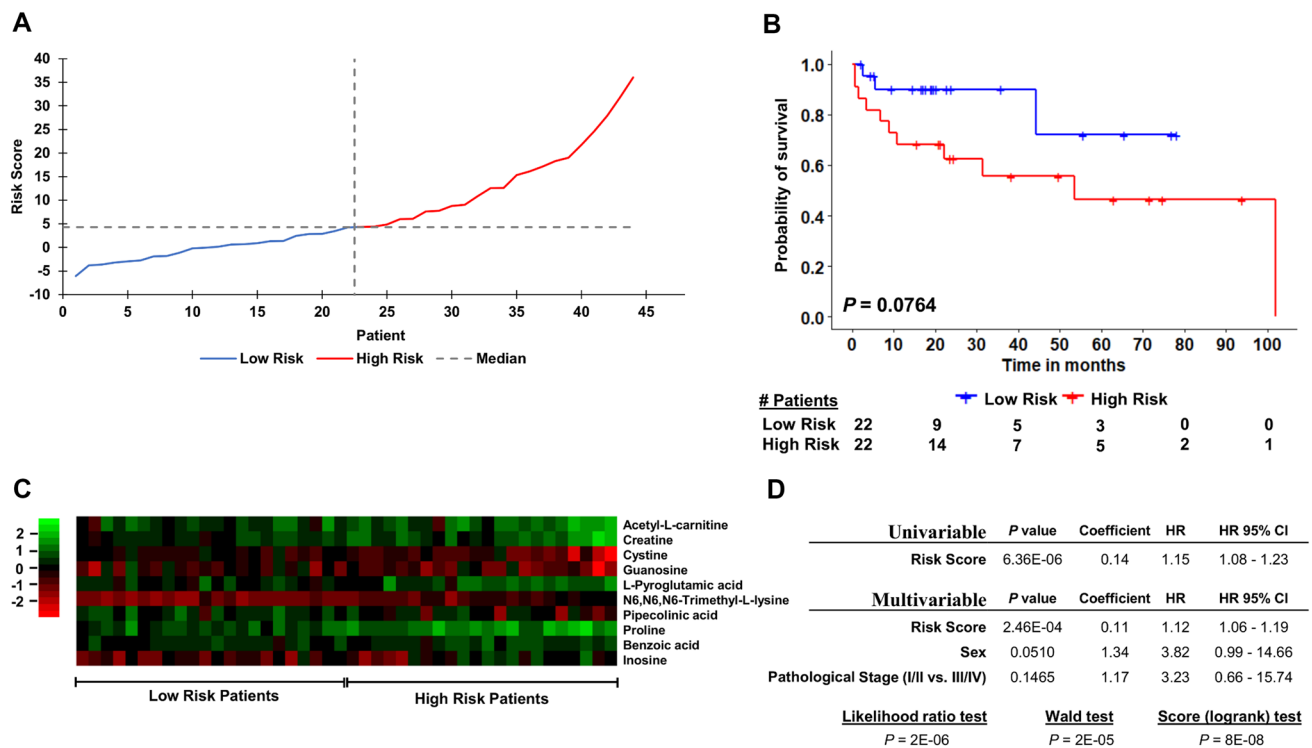 A
40
35
30
25
20
15
10
5
0
-5
-10
Risk Score
0 5 10 15 20 25 30 35 40 45
Patient
Low Risk High Risk Median
B
1.0
0.8
0.6
0.4
0.2
0.0
Probability of survival
P = 0.0764
0 10 20 30 40 50 60 70 80 90 100
Time in months
# Patients Low Risk High Risk
Low Risk 22 9 5 3 0 0
High Risk 22 14 7 5 2 1
C
2
1
0
-1
-2
Acetyl-L-carnitine
Creatine
Cystine
Guanosine
L-Pyroglutamic acid
N6,N6,N6-Trimethyl-L-lysine
Pipecolinic acid
Proline
Benzoic acid
Inosine
Low Risk Patients High Risk Patients
D
Univariable P value Coefficient HR HR 95% CI
Risk Score 6.36E-06 0.14 1.15 1.08 - 1.23
Multivariable P value Coefficient HR HR 95% CI
Risk Score 2.46E-04 0.11 1.12 1.06 - 1.19
Sex 0.0510 1.34 3.82 0.99 - 14.66
Pathological Stage (I/II vs. III/IV) 0.1465 1.17 3.23 0.66 - 15.74
Likelihood ratio test Wald test Score (logrank) test
P = 2E-06 P = 2E-05 P = 8E-08